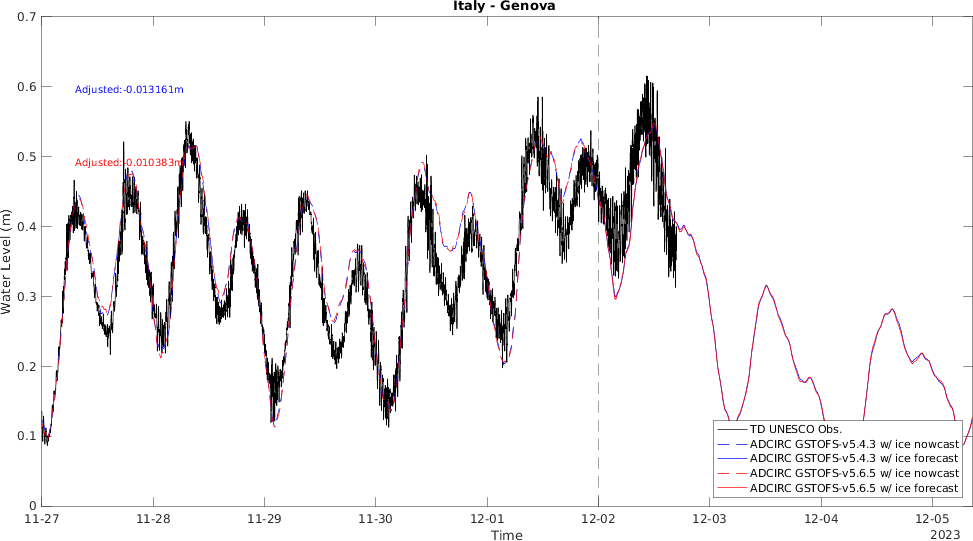 Italy - Genova
0.7
0.6
0.5
0.4
0.3
0.2
0.1
0
Water Level (m)
Adjusted:-0.013161m
Adjusted:-0.010383m
TD UNESCO Obs.
ADCIRC GSTOFS-v5.4.3 w/ ice nowcast
ADCIRC GSTOFS-v5.4.3 w/ ice forecast
ADCIRC GSTOFS-v5.6.5 w/ ice nowcast
ADCIRC GSTOFS-v5.6.5 w/ ice forecast
11-27 11-28 11-29 11-30 12-01 12-02 12-03 12-04 12-05
Time
2023